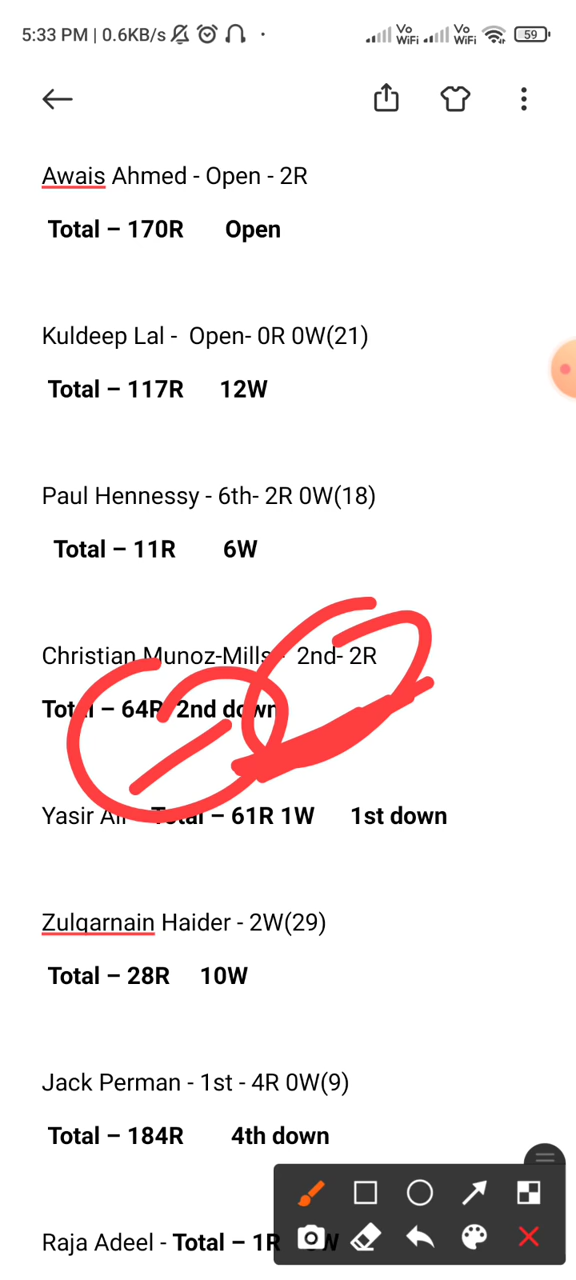 5:33 PM | 0.6KB/s
Vo WiFi Vo WiFi 59
Awais Ahmed - Open - 2R
Total – 170R Open
Kuldeep Lal - Open- 0R 0W(21)
Total – 117R 12W
Paul Hennessy - 6th- 2R 0W(18)
Total – 11R 6W
Christian Munoz-Mills - 2nd- 2R
Total – 64R 2nd down
Yasir Ali - Total – 61R 1W 1st down
Zulqarnain Haider - 2W(29)
Total – 28R 10W
Jack Perman - 1st - 4R 0W(9)
Total – 184R 4th down
Raja Adeel - Total – 1R W